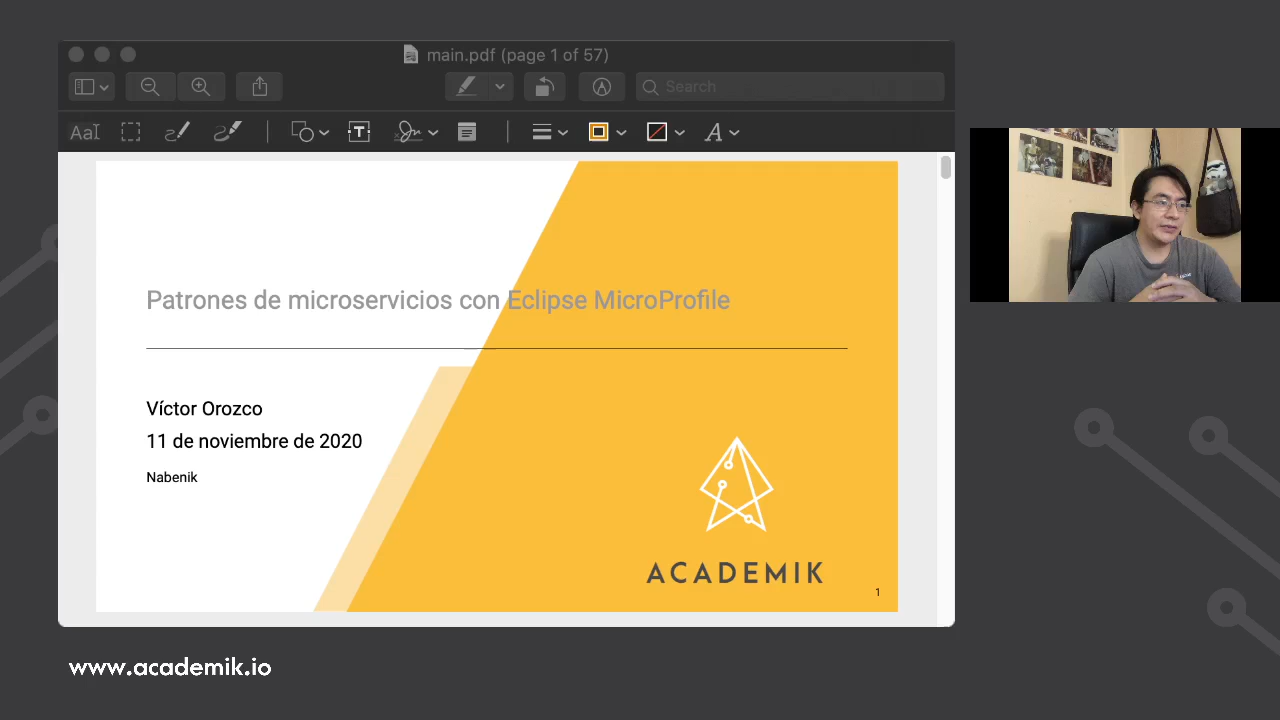 main.pdf (page 1 of 57)
Search
AaI
T
A
A
Patrones de microservicios con Eclipse MicroProfile
Víctor Orozco
11 de noviembre de 2020
Nabenik
ACADEMIK
1
www.academik.io